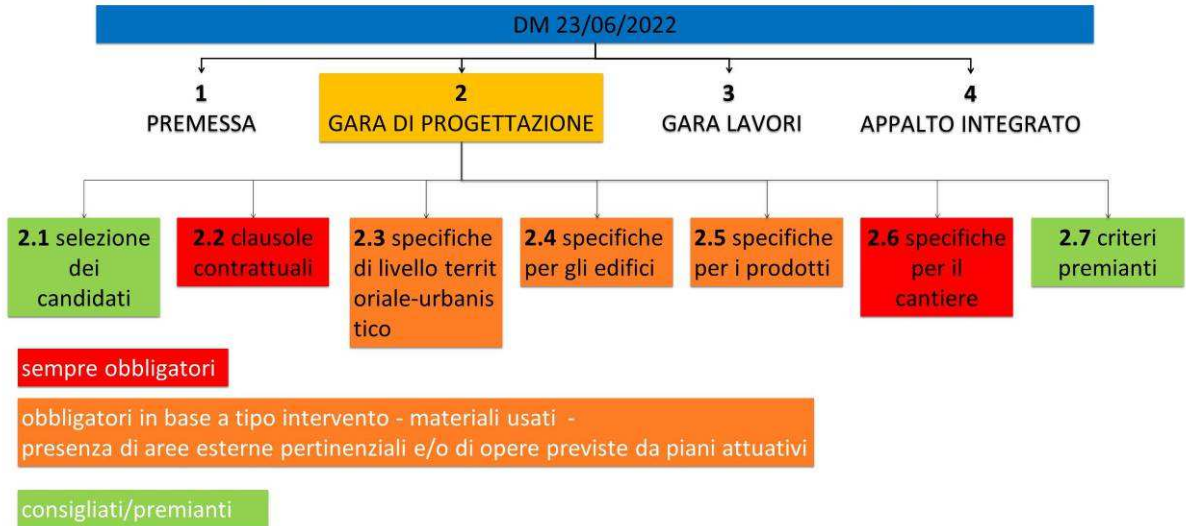 DM 23/06/2022
1
PREMESSA
2
GARA DI PROGETTAZIONE
3
GARA LAVORI
4
APPALTO INTEGRATO
2.1 selezione
dei
candidati
2.2 clausole
contrattuali
2.3 specifiche
di livello territ
oriale-urbanis
tico
2.4 specifiche
per gli edifici
2.5 specifiche
per i prodotti
2.6 specifiche
per il
cantiere
2.7 criteri
premianti
sempre obbligatori
obbligatori in base a tipo intervento - materiali usati -
presenza di aree esterne pertinenziali e/o di opere previste da piani attuativi
consigliati/premianti